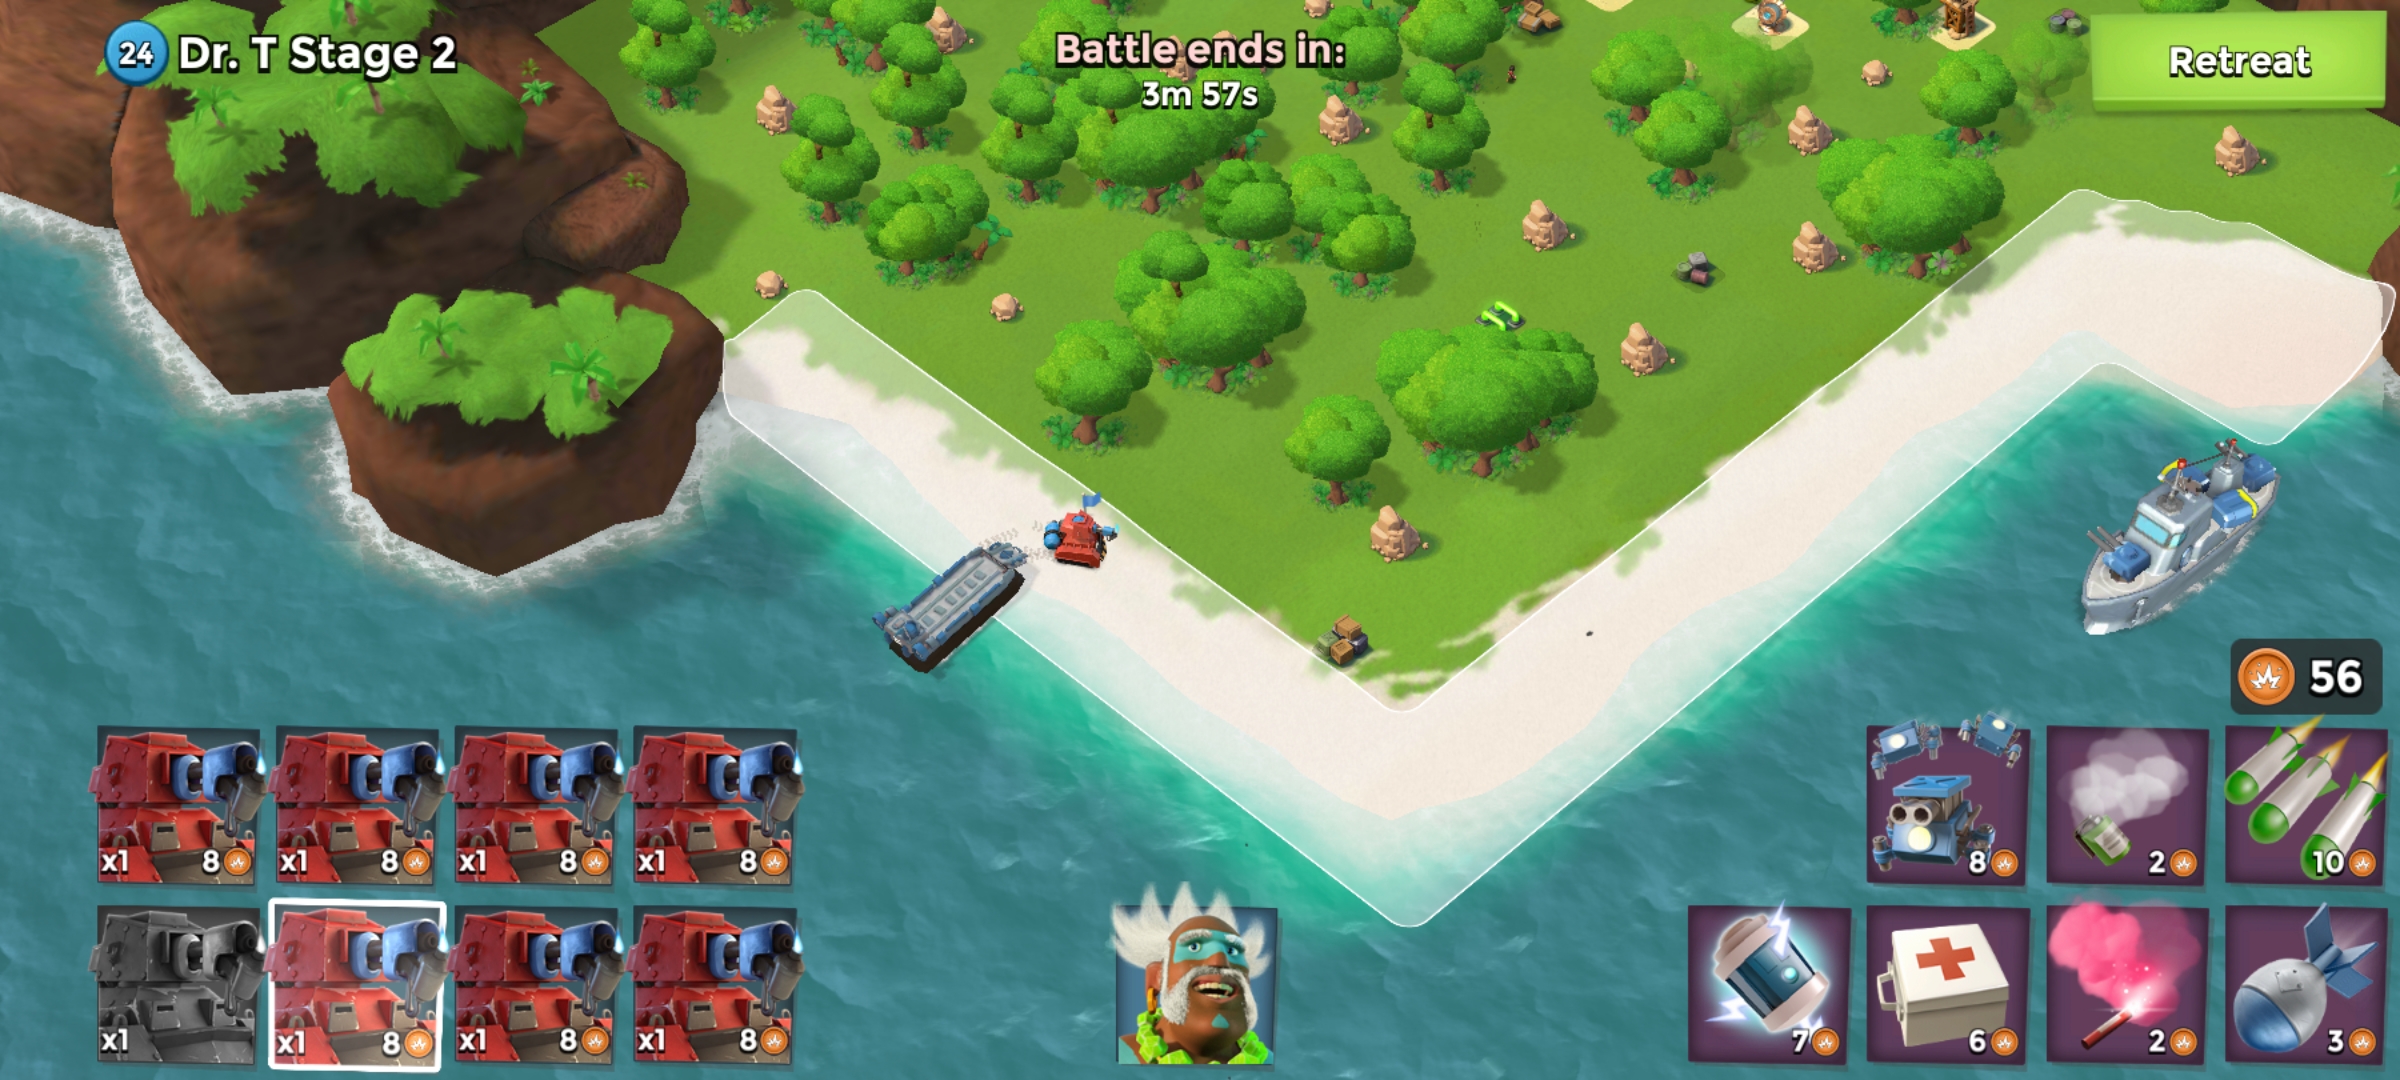 24 Dr. T Stage 2
Battle ends in:
3m 57s
Retreat
56
x1 8
x1 8
x1 8
x1 8
8
2
10
x1
x1 8
x1 8
x1 8
7
6
2
3